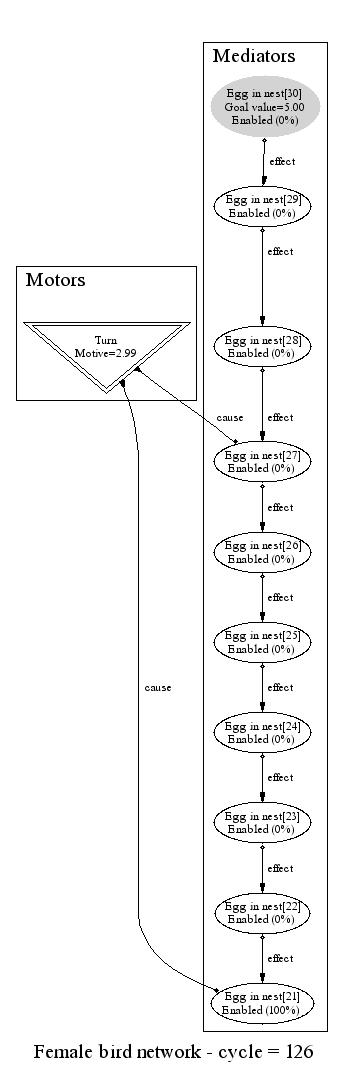 Mediators
Egg in nest[30]
Goal value=5.00
Enabled (0%)
effect
Egg in nest[29]
Enabled (0%)
effect
Motors
Turn
Motive=2.99
Egg in nest[28]
Enabled (0%)
cause
effect
Egg in nest[27]
Enabled (0%)
effect
Egg in nest[26]
Enabled (0%)
effect
Egg in nest[25]
Enabled (0%)
cause
effect
Egg in nest[24]
Enabled (0%)
effect
Egg in nest[23]
Enabled (0%)
effect
Egg in nest[22]
Enabled (0%)
effect
Egg in nest[21]
Enabled (100%)
Female bird network - cycle = 126